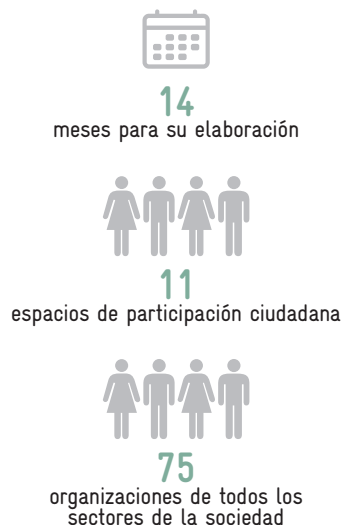 14
meses para su elaboración
11
espacios de participación ciudadana
75
organizaciones de todos los
sectores de la sociedad